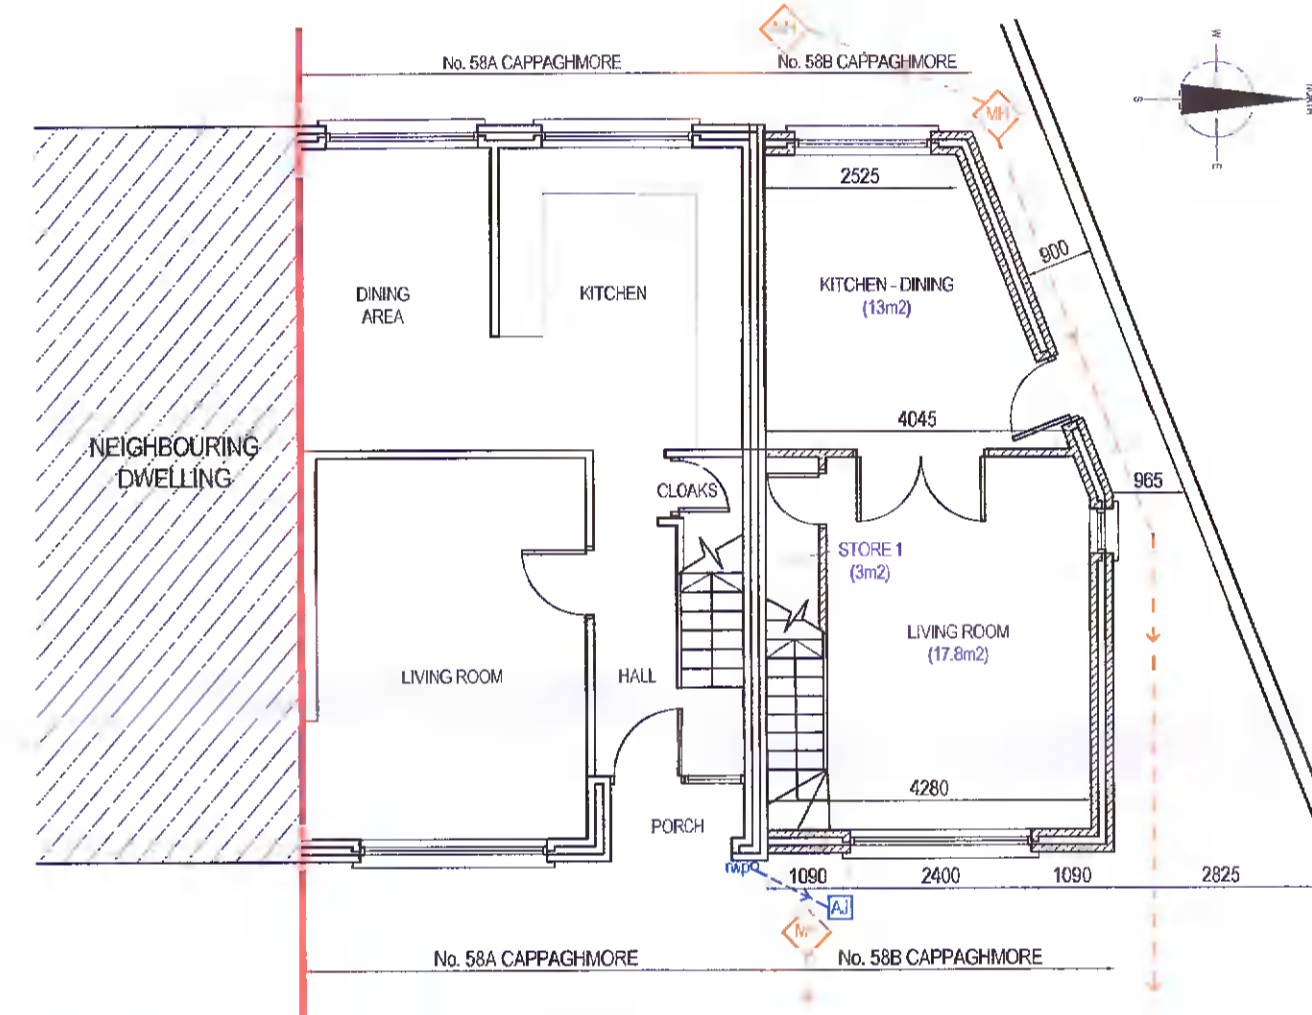 No. 58A CAPPAGHMORE
No. 58B CAPPAGHMORE
W
S
E
NORTH
MH
2525
900
DINING
AREA
KITCHEN
KITCHEN - DINING
(13m2)
4045
NEIGHBOURING
DWELLING
CLOAKS
965
STORE 1
(3m2)
LIVING ROOM
(17.8m2)
LIVING ROOM
HALL
4280
PORCH
rwp
1090
2400
1090
2825
AJ
No. 58A CAPPAGHMORE
No. 58B CAPPAGHMORE